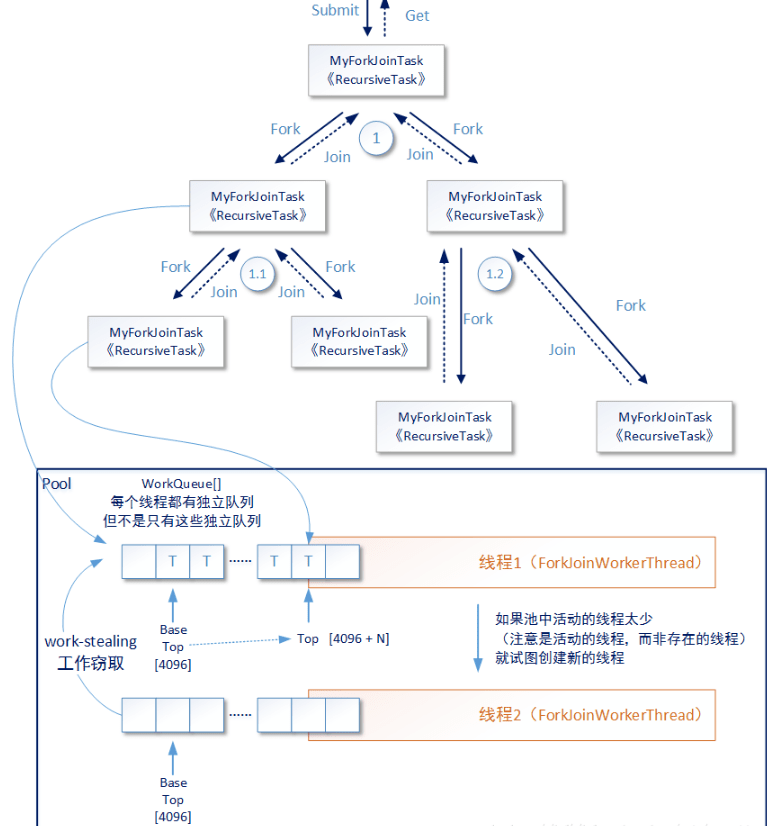 Submit
Get
MyForkJoinTask
《RecursiveTask》
Fork
Join
1
Join
Fork
MyForkJoinTask
《RecursiveTask》
MyForkJoinTask
《RecursiveTask》
Fork
Join
1.1
Join
Fork
Join
Fork
1.2
Join
Fork
MyForkJoinTask
《RecursiveTask》
MyForkJoinTask
《RecursiveTask》
MyForkJoinTask
《RecursiveTask》
MyForkJoinTask
《RecursiveTask》
Pool
WorkQueue[]
每个线程都有独立队列
但不是只有这些独立队列
T T ...... T T
线程1（ForkJoinWorkerThread）
Base
Top
[4096]
Top [4096 + N]
如果池中活动的线程太少
（注意是活动的线程，而非存在的线程）
就试图创建新的线程
work-stealing
工作窃取
......
线程2（ForkJoinWorkerThread）
Base
Top
[4096]